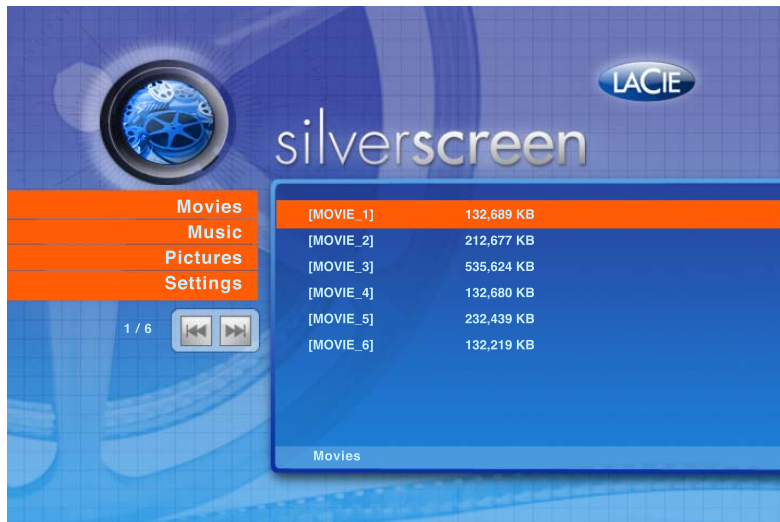 LACIE
silverscreen
Movies
Music
Pictures
Settings
1 / 6
[MOVIE_1] 132,689 KB
[MOVIE_2] 212,677 KB
[MOVIE_3] 535,624 KB
[MOVIE_4] 132,680 KB
[MOVIE_5] 232,439 KB
[MOVIE_6] 132,219 KB
Movies